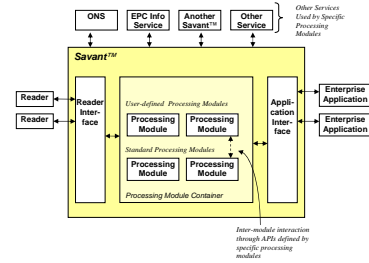 ONS
EPC Info
Service
Another
Savant™
Other
Service
Other Services
Used by Specific
Processing
Modules
Savant™
Reader
Reader
Reader
Inter-
face
User-defined Processing Modules
Processing
Module
Processing
Module
Standard Processing Modules
Processing
Module
Processing
Module
Processing Module Container
Appli-
cation
Inter-
face
Enterprise
Application
Enterprise
Application
Inter-module interaction
through APIs defined by
specific processing
modules